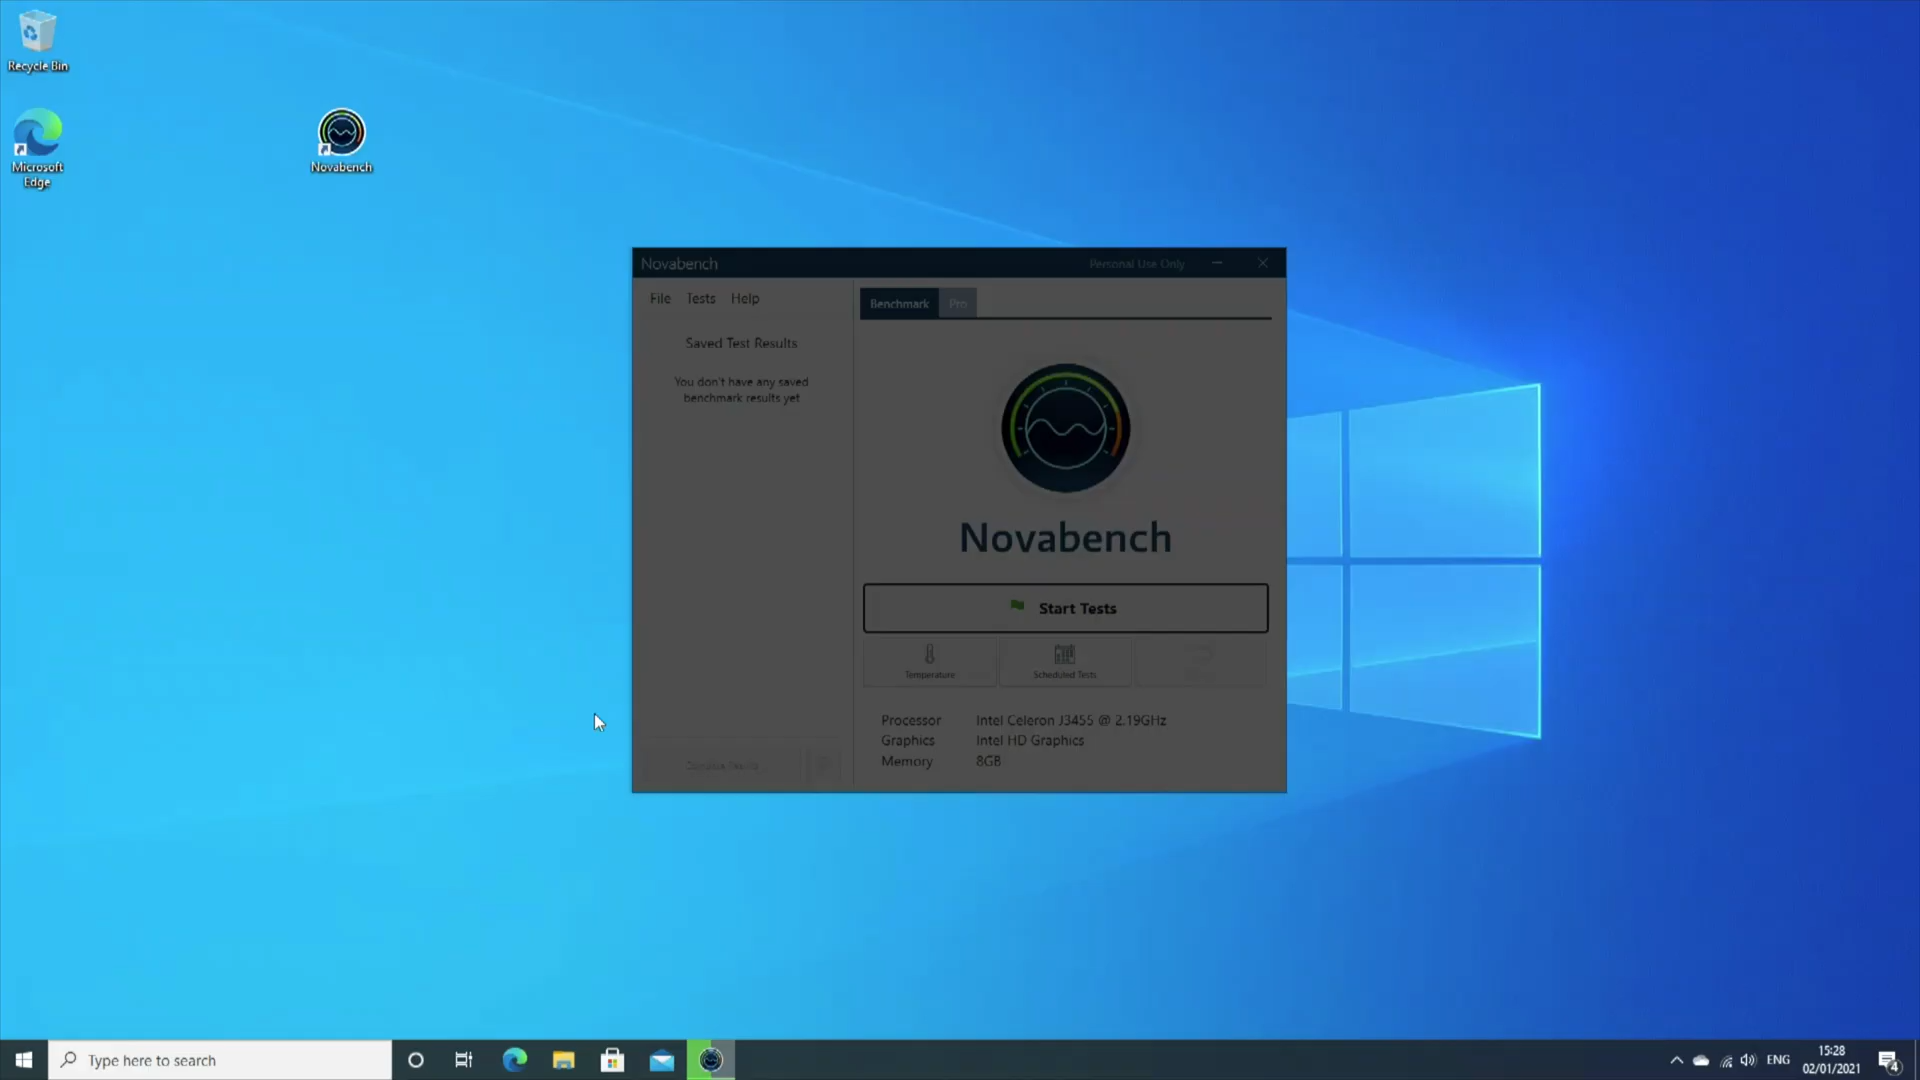 Recycle Bin
Microsoft
Edge
Novabench
Novabench
Personal Use Only
File Tests Help
Saved Test Results
You don't have any saved
benchmark results yet
Benchmark Pro
Novabench
Start Tests
Temperature
Scheduled Tests
Processor Intel Celeron J3455 @ 2.19GHz
Graphics Intel HD Graphics
Memory 8GB
Type here to search
ENG
15:28
02/01/2021
4